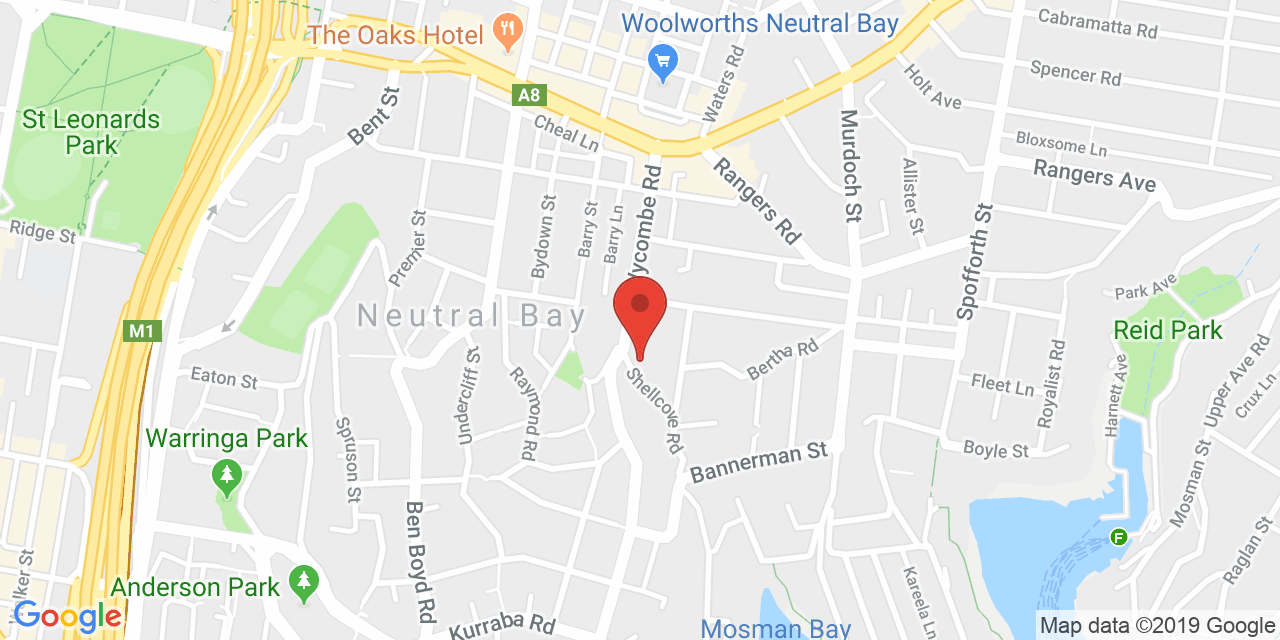 Cabramatta Rd
Woolworths Neutral Bay
The Oaks Hotel
Spencer Rd
Waters Rd
Holt Ave
A8
Bent St
St Leonards
Park
Cheal Ln
Murdoch St
Bloxsome Ln
Rangers Ave
Rangers Rd
Allister St
Ridge St
Premier St
Bydown St
Barry St
Barry Ln
Spofforth St
Park Ave
M1
Neutral Bay
Reid Park
Bertha Rd
Eaton St
Undercliff St
Raymond Rd
Shellcove Rd
Fleet Ln
Royalist Rd
Harnett Ave
Upper Ave Rd
Crux Ln
Warringa Park
Spruson St
Bannerman St
Boyle St
Mosman St
Ben Boyd Rd
F
Raglan St
Anderson Park
Kareela Ln
Google
Kurraba Rd
Mosman Bay
Map data ©2019 Google